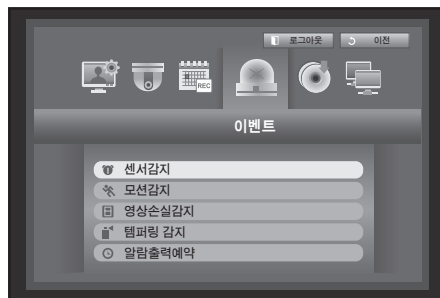 로그아웃 이전
REC
이벤트
센서감지
모션감지
영상손실감지
템퍼링 감지
알람출력예약